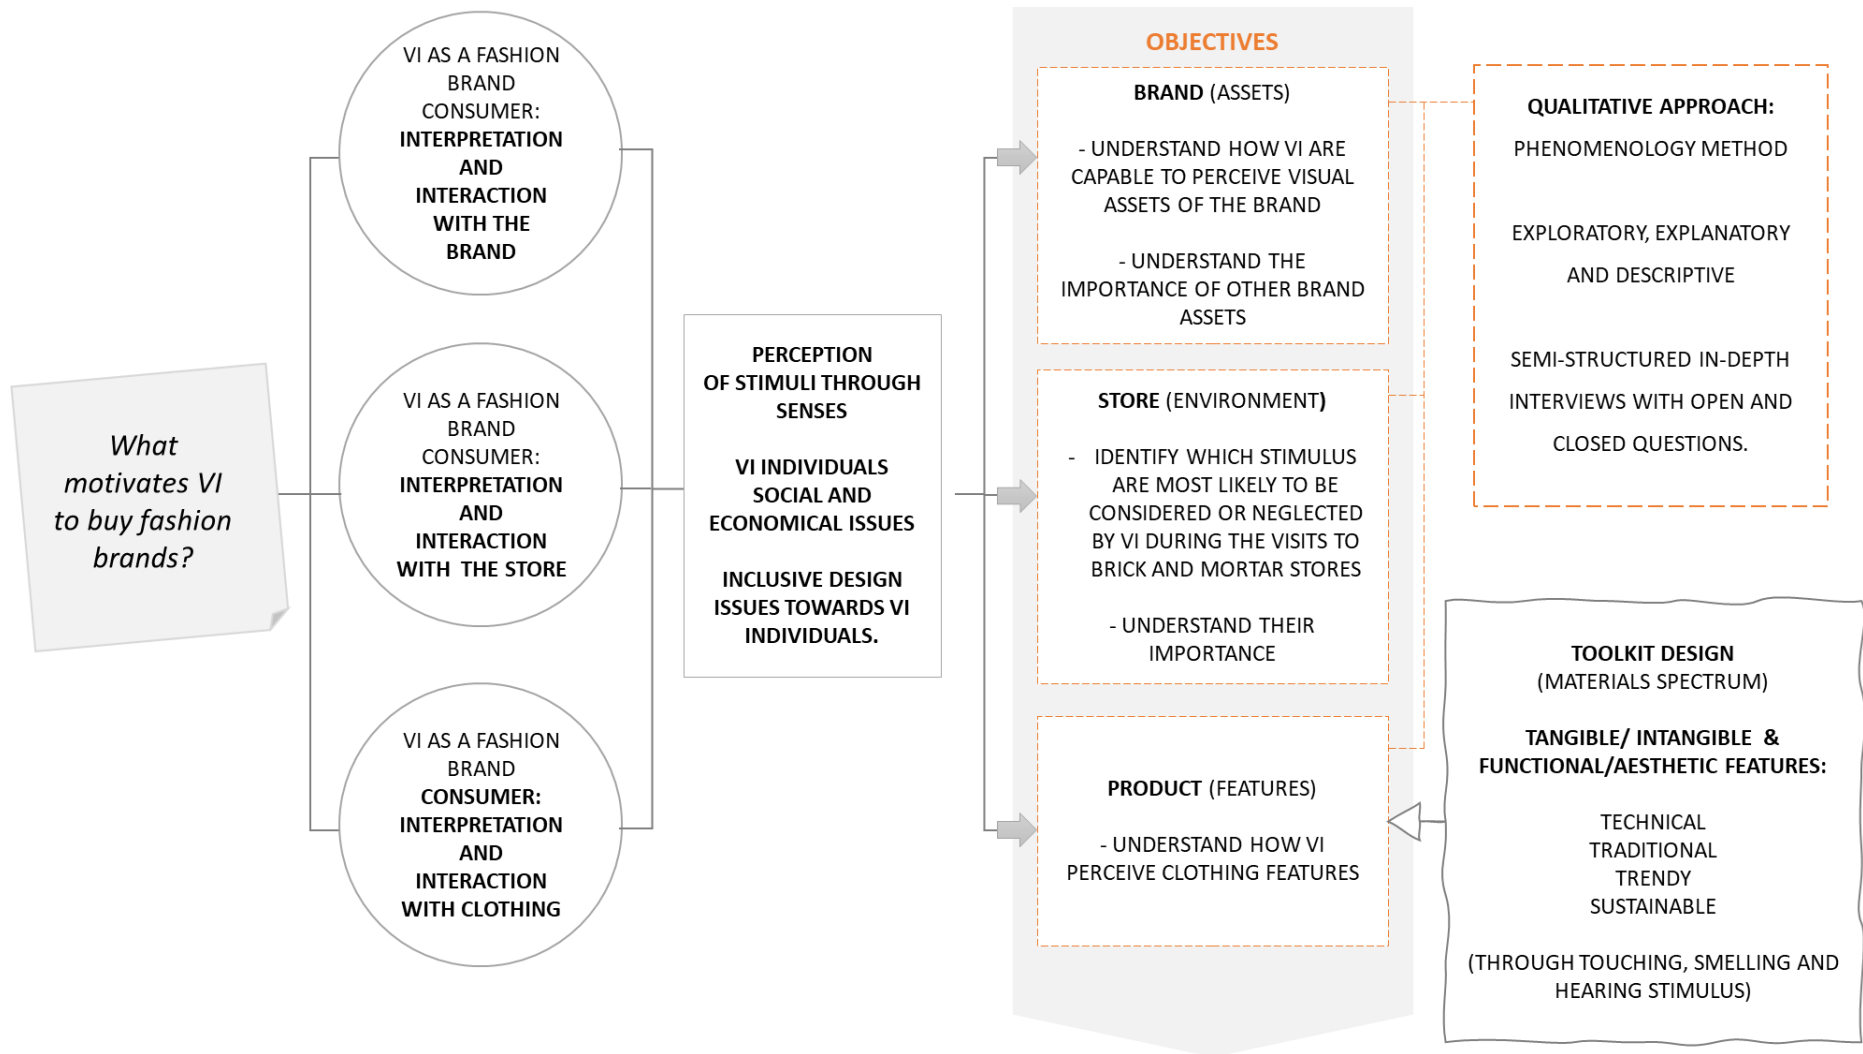 What
motivates VI
to buy fashion
brands?
VI AS A FASHION
BRAND
CONSUMER:
INTERPRETATION
AND
INTERACTION
WITH THE
BRAND
VI AS A FASHION
BRAND
CONSUMER:
INTERPRETATION
AND
INTERACTION
WITH THE STORE
VI AS A FASHION
BRAND
CONSUMER:
INTERPRETATION
AND
INTERACTION
WITH CLOTHING
PERCEPTION
OF STIMULI THROUGH
SENSES
VI INDIVIDUALS
SOCIAL AND
ECONOMICAL ISSUES
INCLUSIVE DESIGN
ISSUES TOWARDS VI
INDIVIDUALS.
OBJECTIVES
BRAND (ASSETS)
- UNDERSTAND HOW VI ARE
CAPABLE TO PERCEIVE VISUAL
ASSETS OF THE BRAND
- UNDERSTAND THE
IMPORTANCE OF OTHER BRAND
ASSETS
STORE (ENVIRONMENT)
- IDENTIFY WHICH STIMULUS
ARE MOST LIKELY TO BE
CONSIDERED OR NEGLECTED
BY VI DURING THE VISITS TO
BRICK AND MORTAR STORES
- UNDERSTAND THEIR
IMPORTANCE
PRODUCT (FEATURES)
- UNDERSTAND HOW VI
PERCEIVE CLOTHING FEATURES
QUALITATIVE APPROACH:
PHENOMENOLOGY METHOD
EXPLORATORY, EXPLANATORY
AND DESCRIPTIVE
SEMI-STRUCTURED IN-DEPTH
INTERVIEWS WITH OPEN AND
CLOSED QUESTIONS.
TOOLKIT DESIGN
(MATERIALS SPECTRUM)
TANGIBLE/ INTANGIBLE &
FUNCTIONAL/AESTHETIC FEATURES:
TECHNICAL
TRADITIONAL
TRENDY
SUSTAINABLE
(THROUGH TOUCHING, SMELLING AND
HEARING STIMULUS)